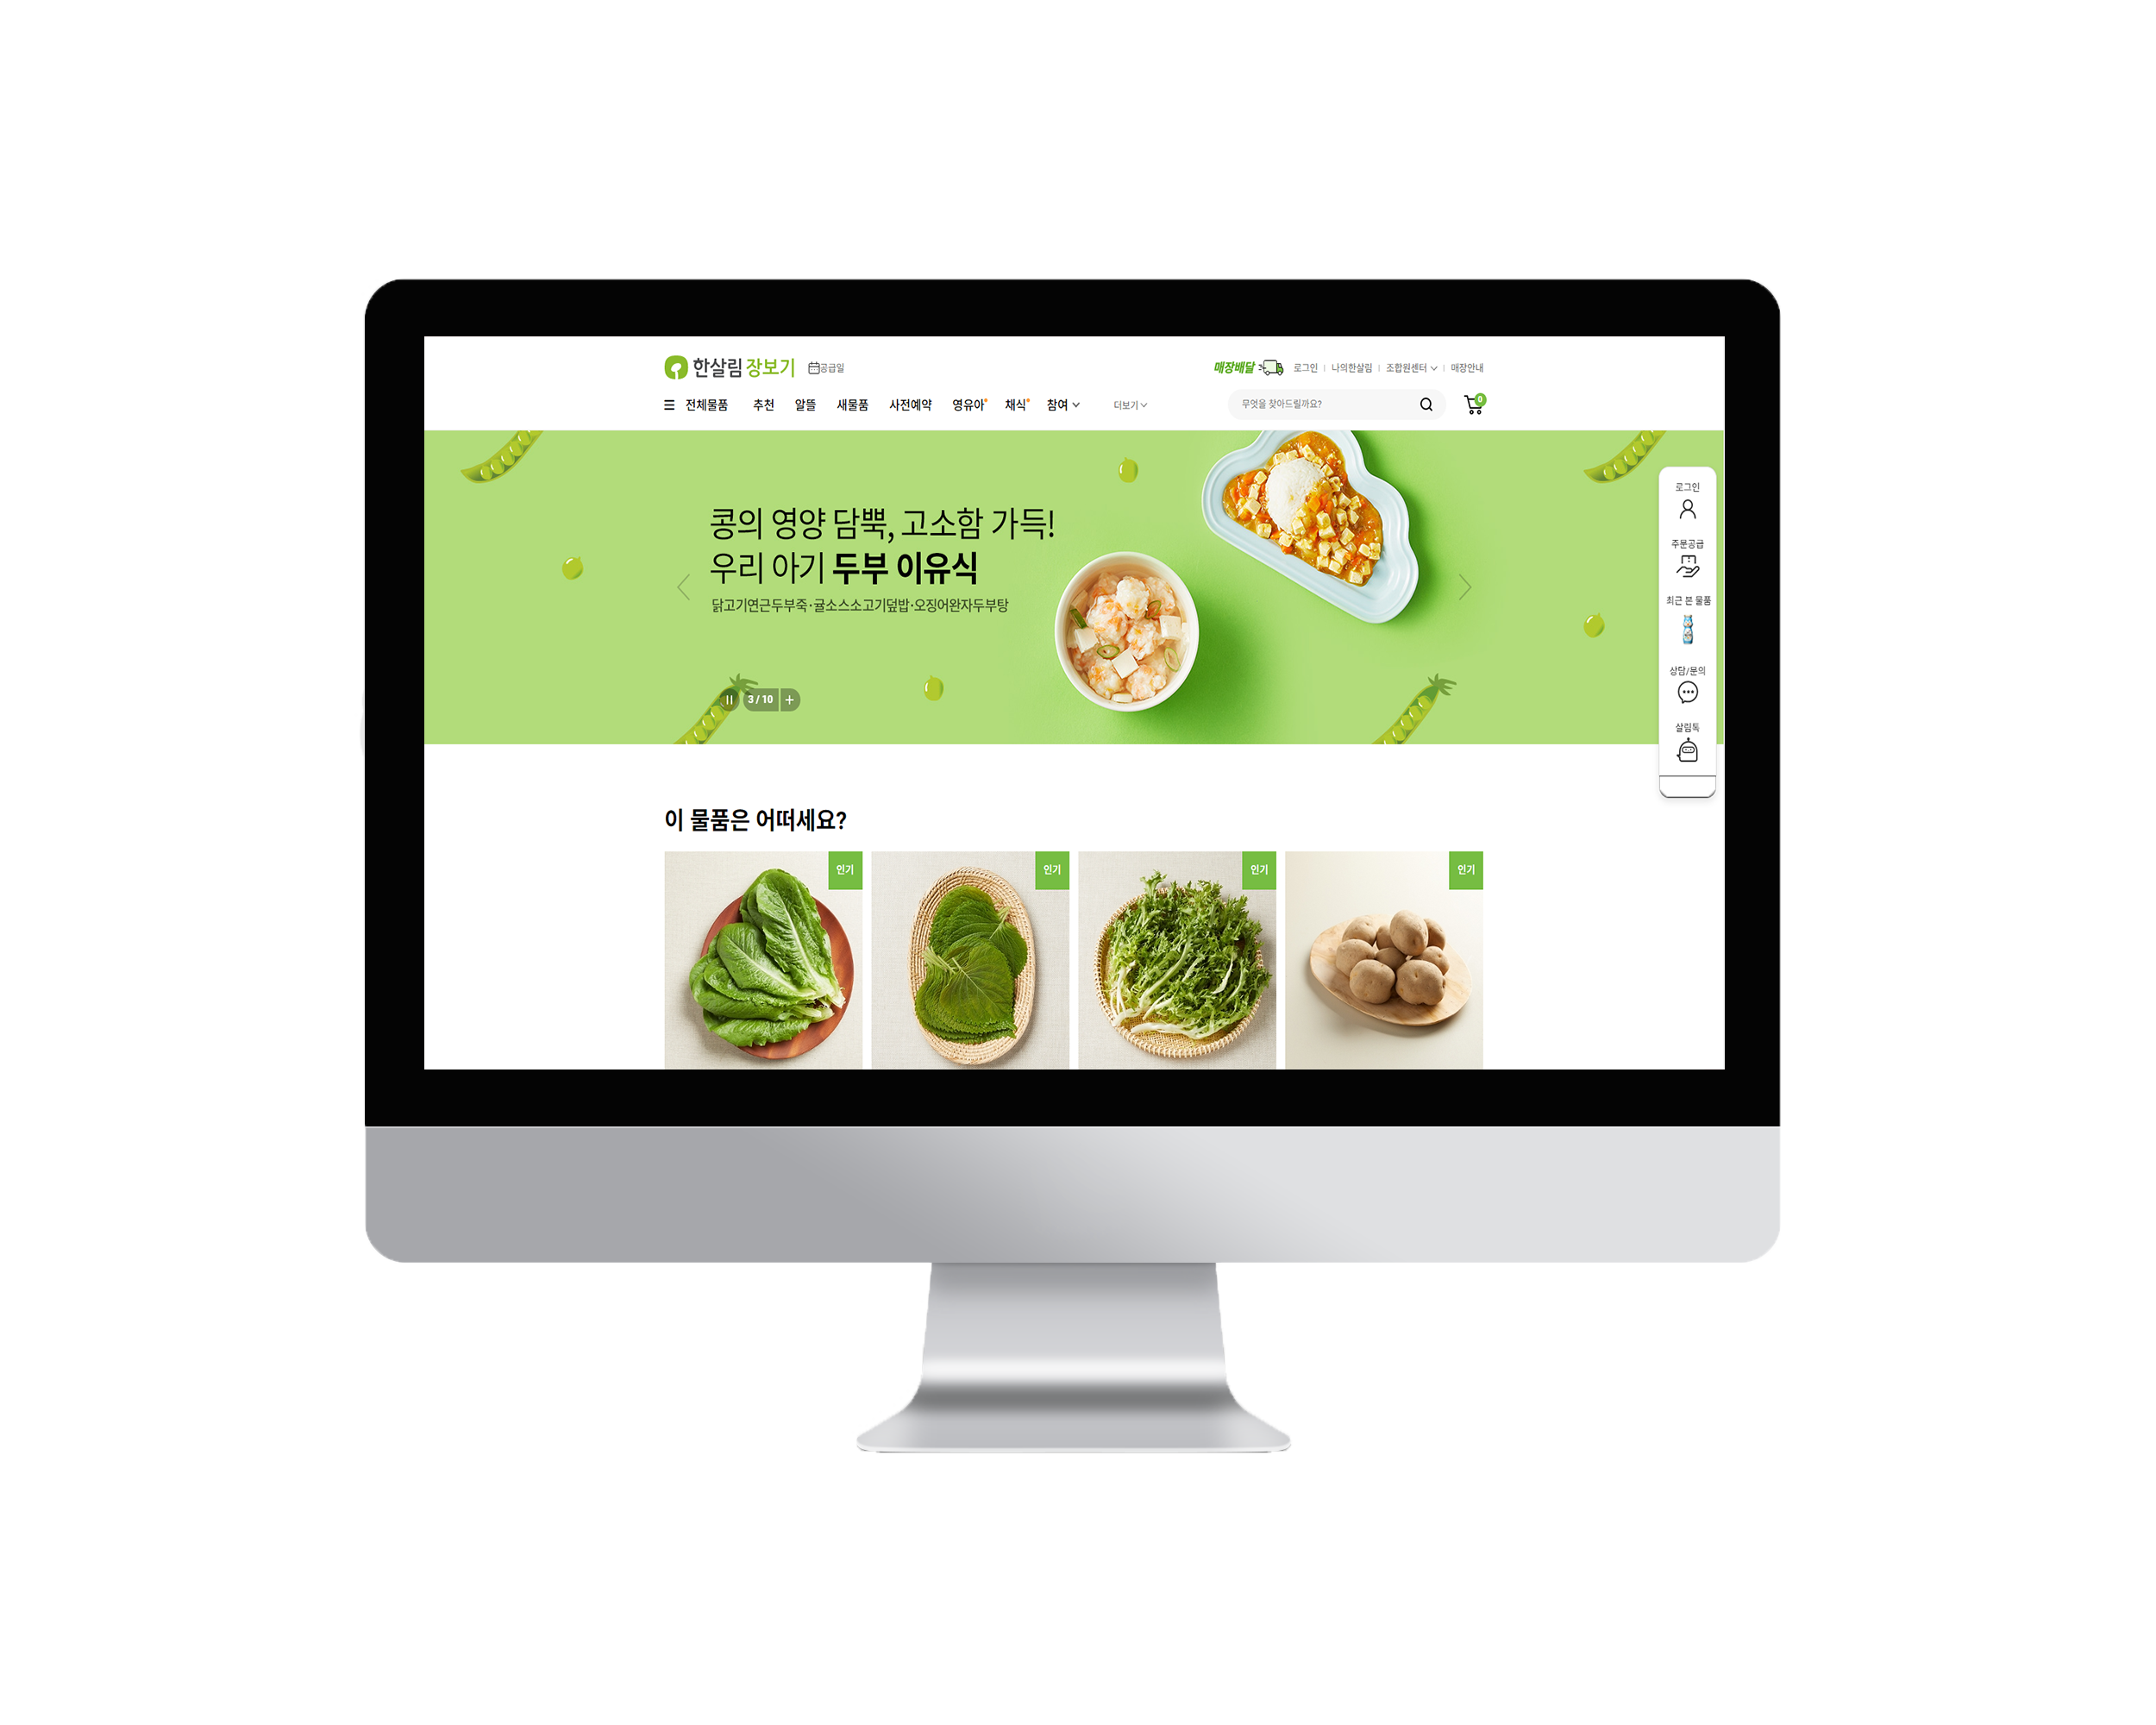 한살림 장보기 공급일
매장배달 로그인 | 나의한살림 | 조합원센터 | 매장안내
전체물품 추천 알뜰 새물품 사전예약 영유아 채식 참여 더보기
무엇을 찾아드릴까요? 0
콩의 영양 담뿍, 고소함 가득!
우리 아기 두부 이유식
닭고기연근두부죽·귤소스소고기덮밥·오징어완자두부탕
3 / 10 +
로그인
주문공급
최근 본 물품
상담/문의
살림톡
이 물품은 어떠세요?
인기 인기 인기 인기